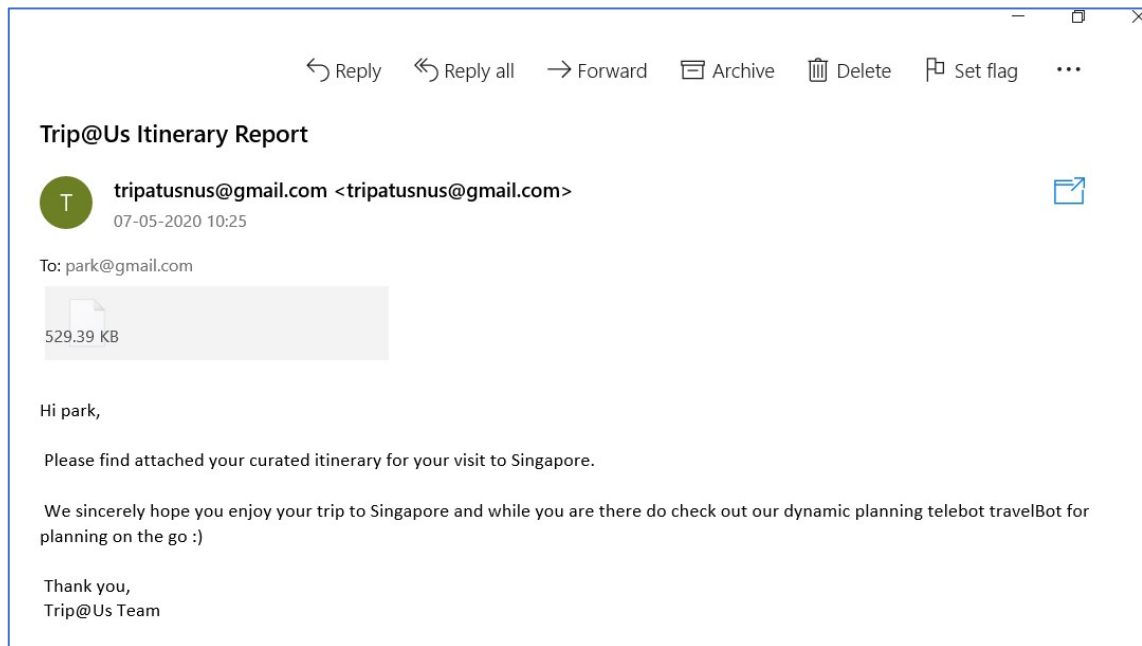 Reply Reply all Forward Archive Delete Set flag
Trip@Us Itinerary Report
T
tripatusnus@gmail.com <tripatusnus@gmail.com>
07-05-2020 10:25
To: park@gmail.com
529.39 KB
Hi park,
Please find attached your curated itinerary for your visit to Singapore.
We sincerely hope you enjoy your trip to Singapore and while you are there do check out our dynamic planning telebot travelBot for
planning on the go :)
Thank you,
Trip@Us Team